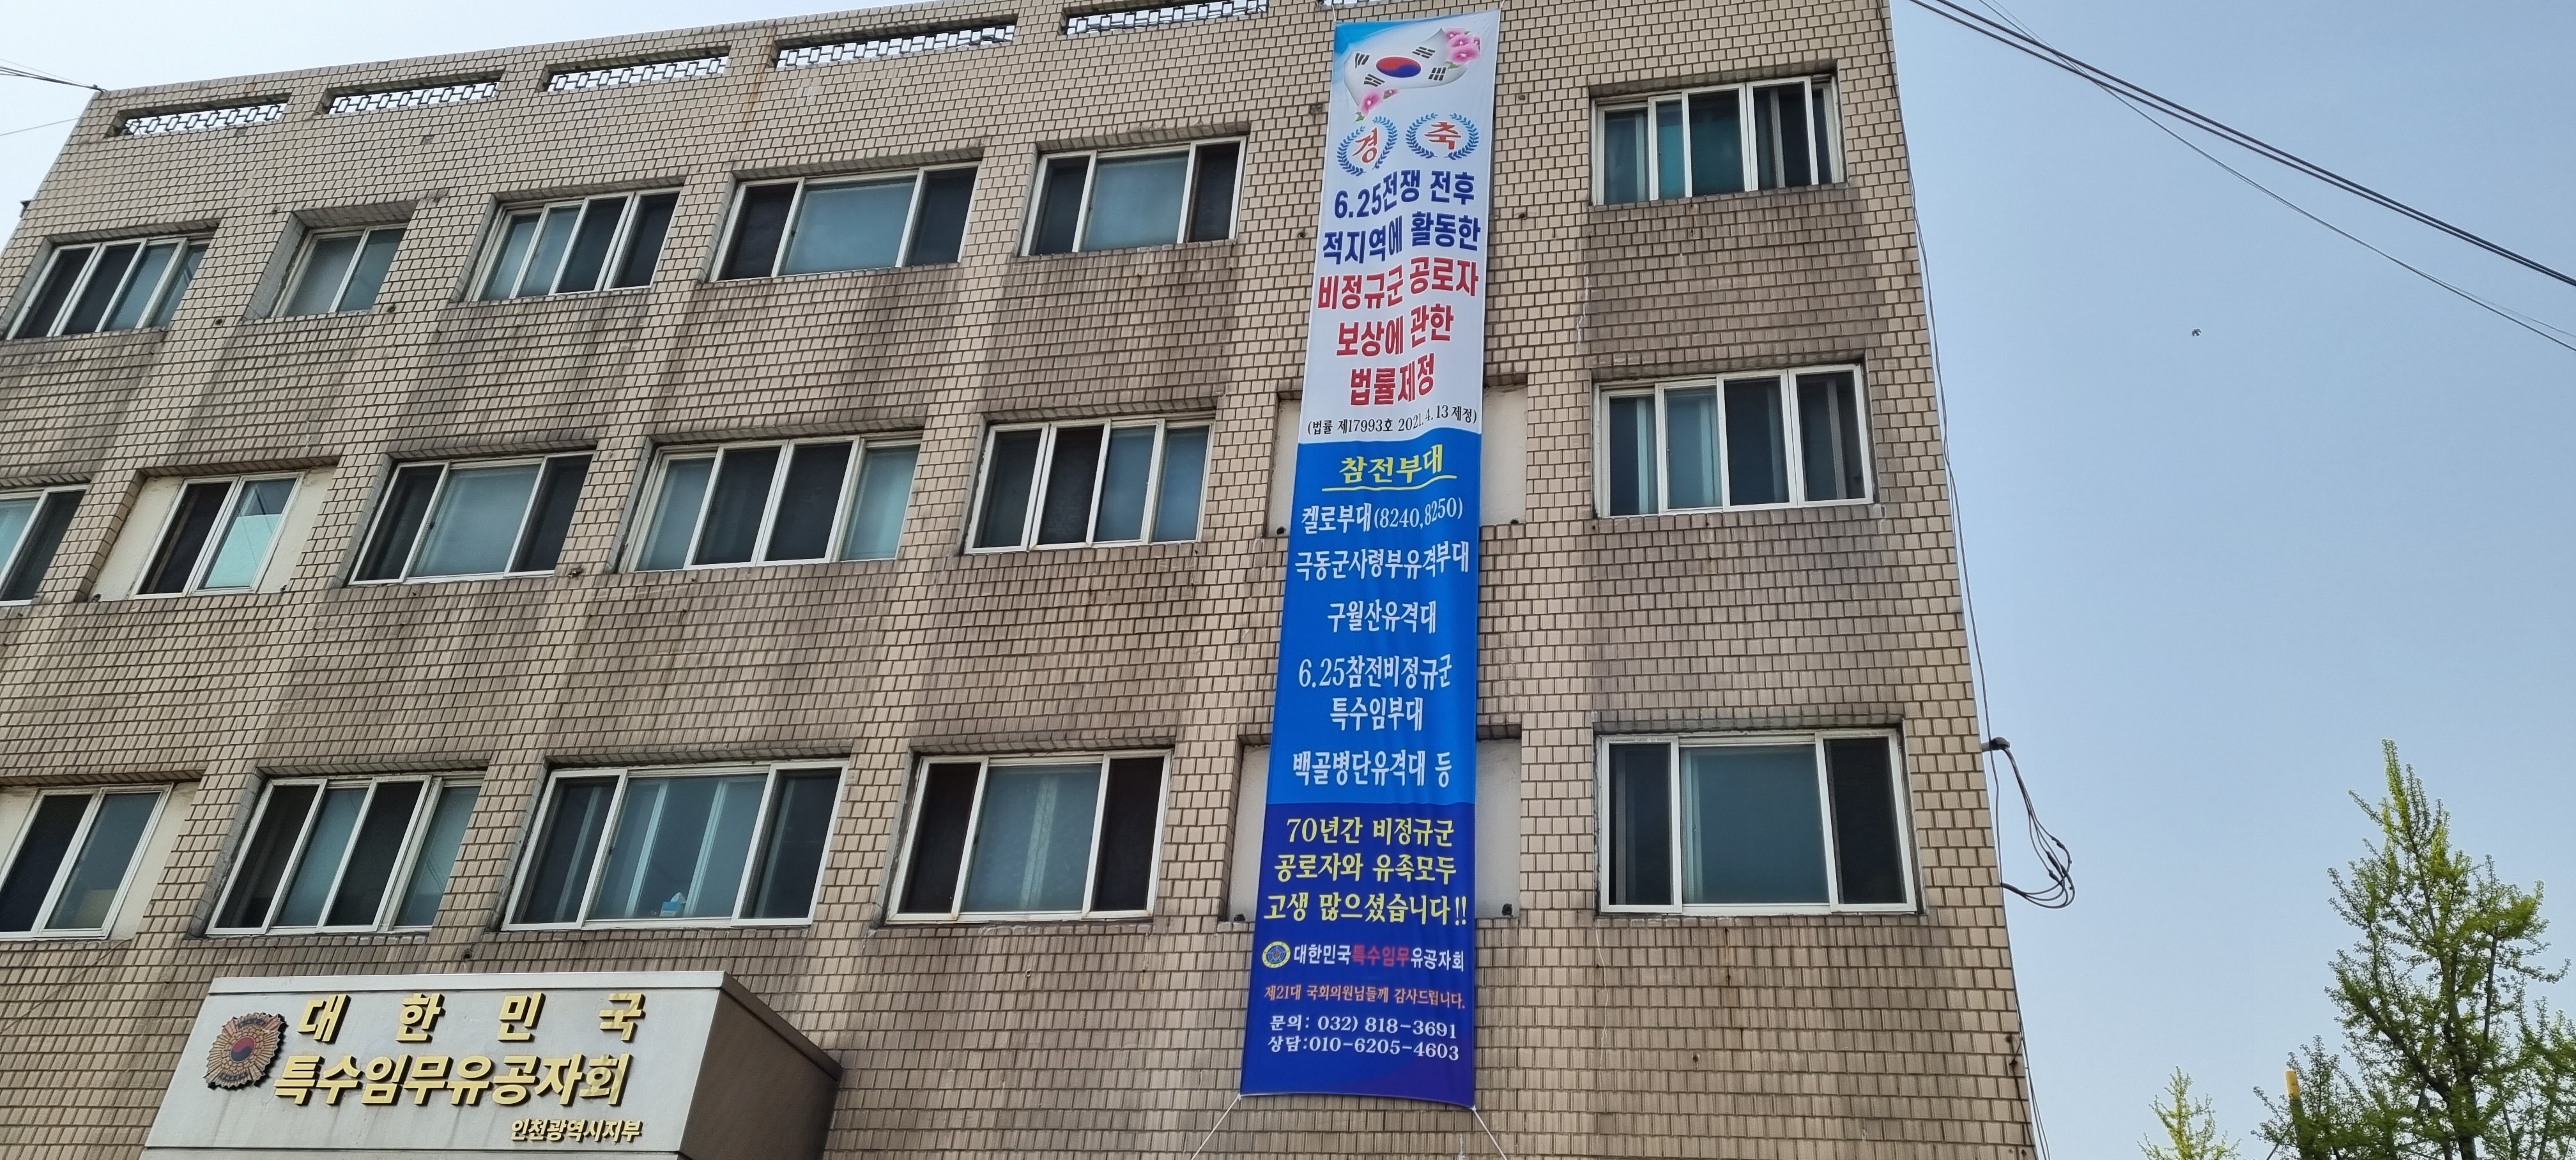 경 축
6.25전쟁 전후
적지역에 활동한
비정규군 공로자
보상에 관한
법률제정
(법률 제17993호 2021.4.13제정)
참전부대
켈로부대(8240,8250)
극동군사령부유격부대
구월산유격대
6.25참전비정규군
특수임부대
백골병단유격대 등
70년간 비정규군
공로자와 유족모두
고생 많으셨습니다!!
대한민국특수임무유공자회
제21대 국회의원님들께 감사드립니다.
문의: 032) 818-3691
상담:010-6205-4603
대한민국
특수임무유공자회
인천광역시지부